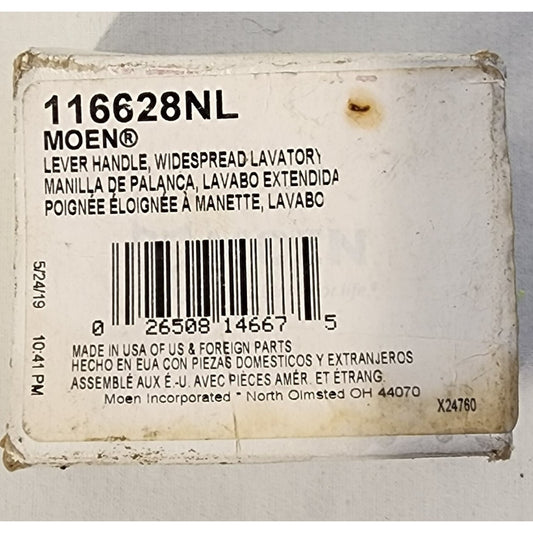 116628NL
MOEN®
LEVER HANDLE, WIDESPREAD LAVATORY
MANILLA DE PALANCA, LAVABO EXTENDIDA
POIGNÉE ÉLOIGNÉE À MANETTE, LAVABO
0 26508 14667 5
5/24/19 10:41 PM
MADE IN USA OF US & FOREIGN PARTS
HECHO EN EUA CON PIEZAS DOMESTICOS Y EXTRANJEROS
ASSEMBLÉ AUX É.-U. AVEC PIÈCES AMÉR. ET ÉTRANG.
Moen Incorporated * North Olmsted OH 44070
X24760